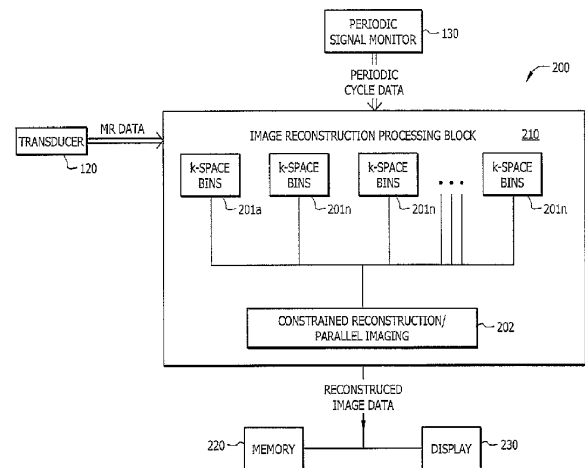 PERIODIC
SIGNAL MONITOR
130
PERIODIC
CYCLE DATA
200
MR DATA
TRANSDUCER
120
IMAGE RECONSTRUCTION PROCESSING BLOCK
210
k-SPACE
BINS
201a
k-SPACE
BINS
201n
k-SPACE
BINS
201n
k-SPACE
BINS
201n
CONSTRAINED RECONSTRUCTION/
PARALLEL IMAGING
202
RECONSTRUCED
IMAGE DATA
220
MEMORY
DISPLAY
230